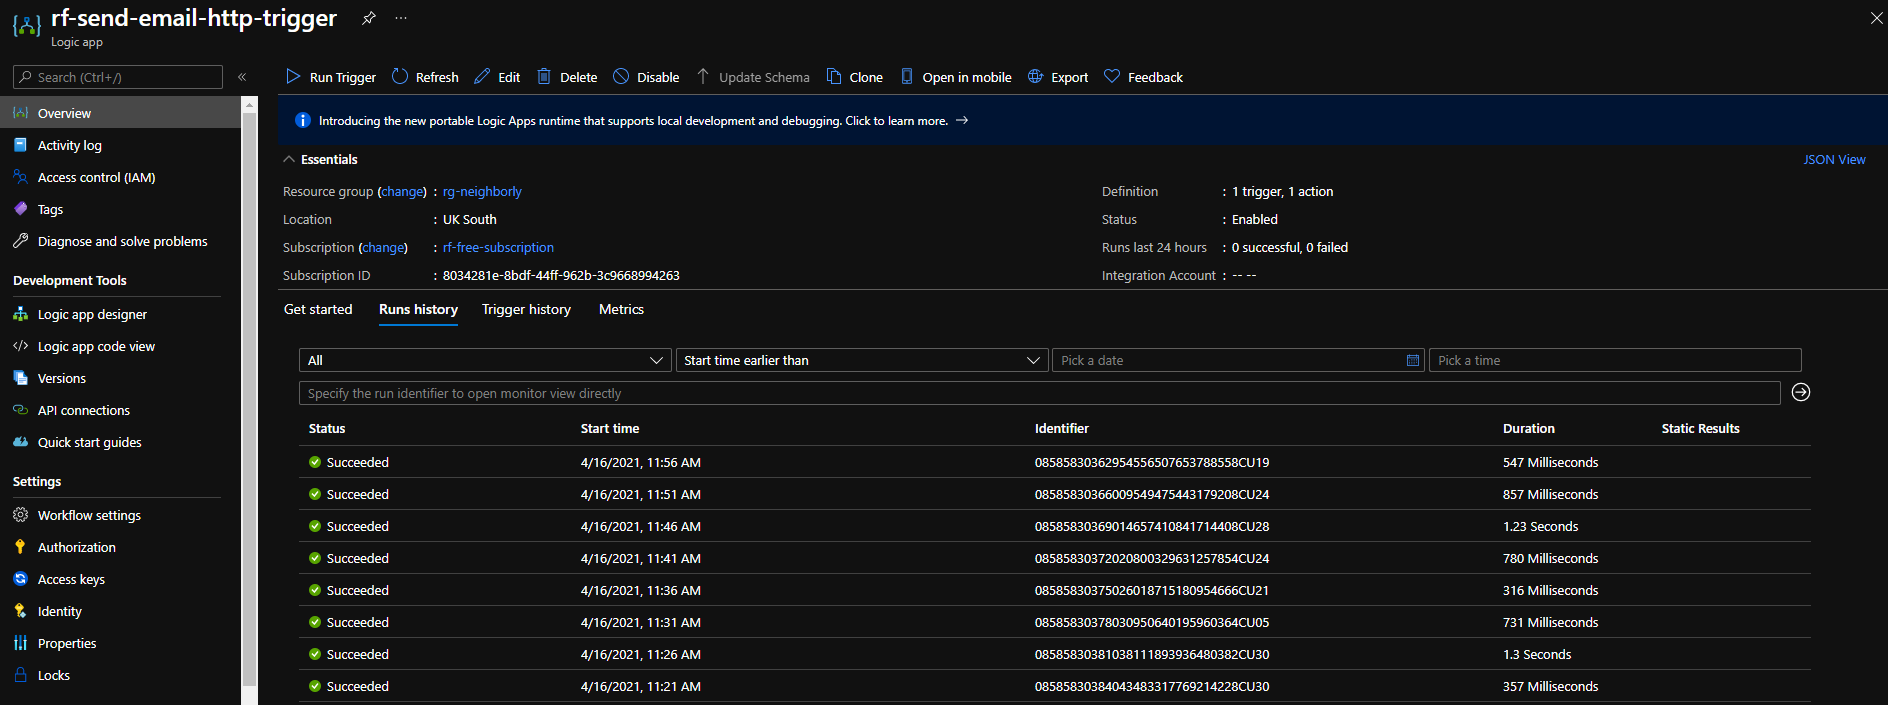 rf-send-email-http-trigger
Logic app
Search (Ctrl+/)
Overview
Activity log
Access control (IAM)
Tags
Diagnose and solve problems
Development Tools
Logic app designer
Logic app code view
Versions
API connections
Quick start guides
Settings
Workflow settings
Authorization
Access keys
Identity
Properties
Locks
Run Trigger Refresh Edit Delete Disable Update Schema Clone Open in mobile Export Feedback
Introducing the new portable Logic Apps runtime that supports local development and debugging. Click to learn more. →
Essentials JSON View
Resource group (change) : rg-neighborly
Location : UK South
Subscription (change) : rf-free-subscription
Subscription ID : 8034281e-8bdf-44ff-962b-3c9668994263
Definition : 1 trigger, 1 action
Status : Enabled
Runs last 24 hours : 0 successful, 0 failed
Integration Account : -- --
Get started Runs history Trigger history Metrics
All Start time earlier than Pick a date Pick a time
Specify the run identifier to open monitor view directly
Status Start time Identifier Duration Static Results
Succeeded 4/16/2021, 11:56 AM 08585830362954556507653788558CU19 547 Milliseconds
Succeeded 4/16/2021, 11:51 AM 08585830366009549475443179208CU24 857 Milliseconds
Succeeded 4/16/2021, 11:46 AM 08585830369014657410841714408CU28 1.23 Seconds
Succeeded 4/16/2021, 11:41 AM 08585830372020800329631257854CU24 780 Milliseconds
Succeeded 4/16/2021, 11:36 AM 08585830375026018715180954666CU21 316 Milliseconds
Succeeded 4/16/2021, 11:31 AM 08585830378030950640195960364CU05 731 Milliseconds
Succeeded 4/16/2021, 11:26 AM 08585830381038111893936480382CU30 1.3 Seconds
Succeeded 4/16/2021, 11:21 AM 08585830384043483317769214228CU30 357 Milliseconds